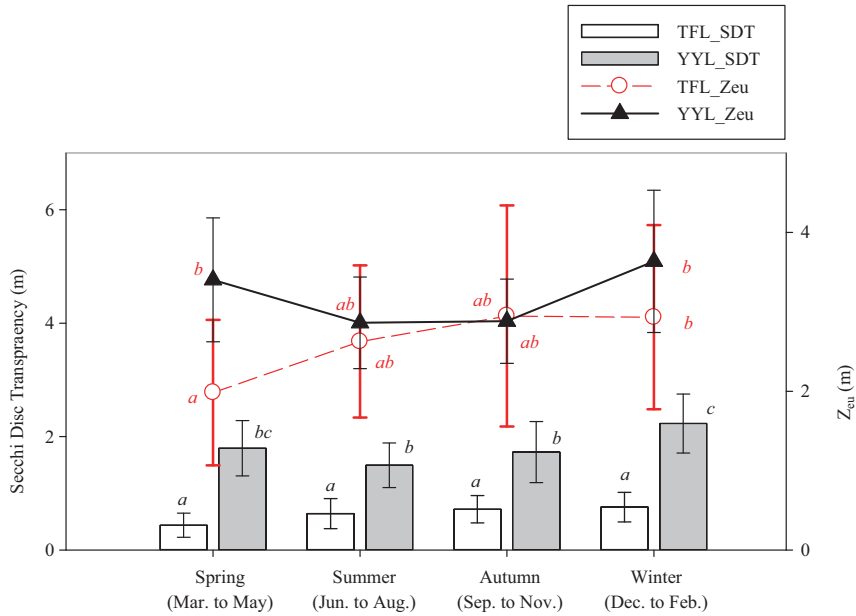 TFL_SDT
YYL_SDT
TFL_Zeu
YYL_Zeu
Secchi Disc Transpraency (m)
6
4
2
0
Z_eu (m)
4
2
0
b
a
ab
ab
ab
ab
b
b
a
bc
a
b
a
b
a
c
Spring
(Mar. to May)
Summer
(Jun. to Aug.)
Autumn
(Sep. to Nov.)
Winter
(Dec. to Feb.)